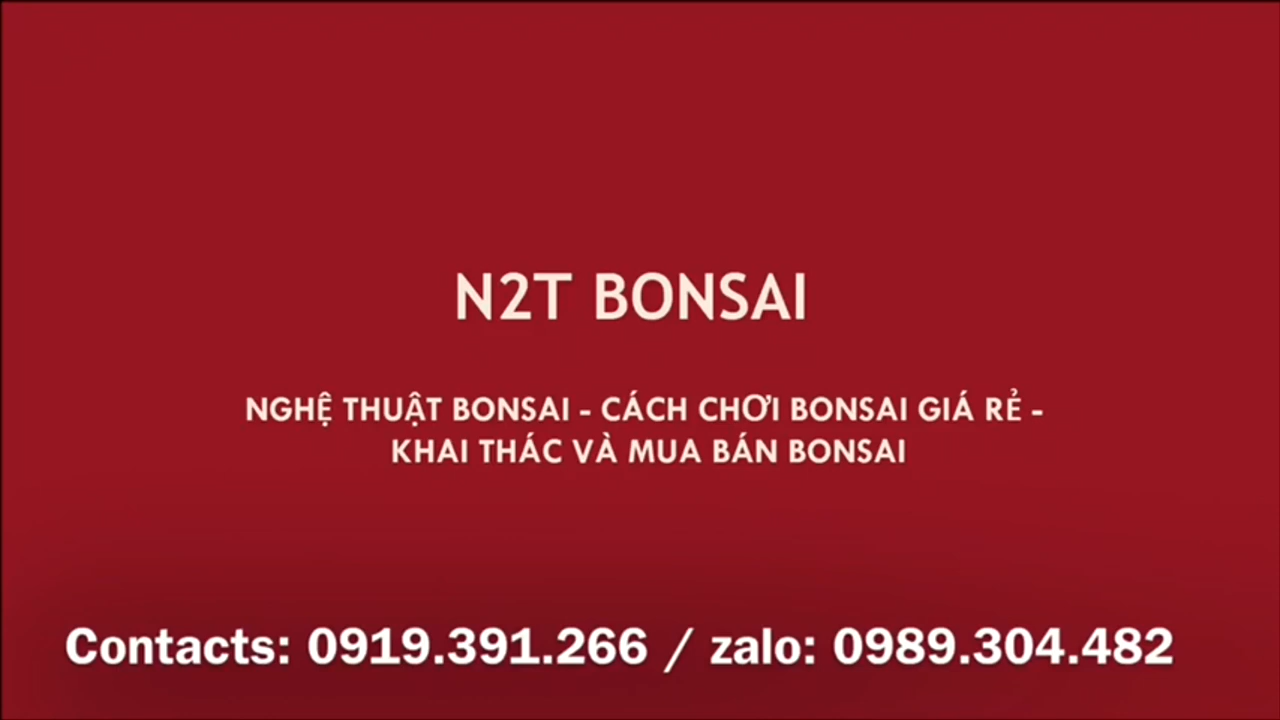 N2T BONSAI
NGHỆ THUẬT BONSAI - CÁCH CHƠI BONSAI GIÁ RẺ -
KHAI THÁC VÀ MUA BÁN BONSAI
Contacts: 0919.391.266 / zalo: 0989.304.482